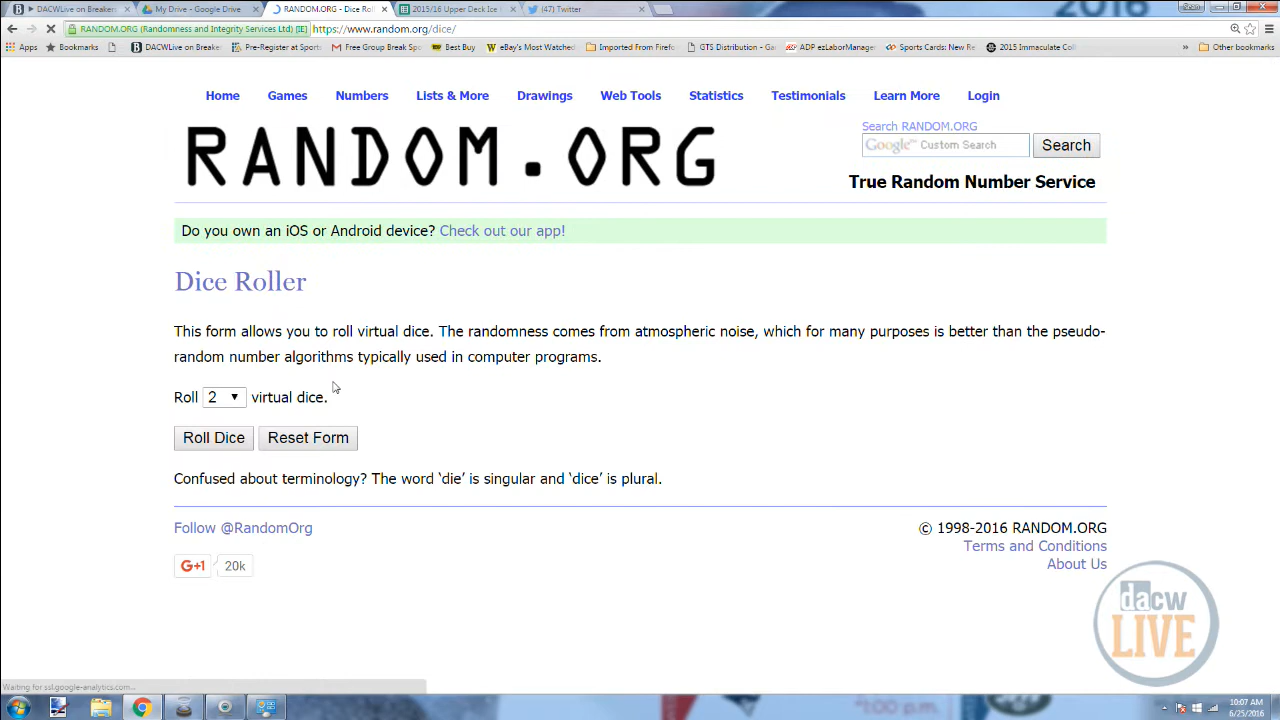 DACWLive on Breakers
My Drive - Google Drive
RANDOM.ORG - Dice Roll
2015/16 Upper Deck Ice
(47) Twitter
Sean
2016
RANDOM.ORG (Randomness and Integrity Services Ltd) [IE]
https://www.random.org/dice/
Apps
Bookmarks
DACWLive on Breake
Pre-Register at Sport
Free Group Break Spo
Best Buy
eBay's Most Watched
Imported From Firefo
GTS Distribution - Ga
ADP ezLaborManage
Sports Cards: New Re
2015 Immaculate Col
»
Other bookmarks
Home
Games
Numbers
Lists & More
Drawings
Web Tools
Statistics
Testimonials
Learn More
Login
RANDOM.ORG
Search RANDOM.ORG
Google™ Custom Search
Search
True Random Number Service
Do you own an iOS or Android device? Check out our app!
Dice Roller
This form allows you to roll virtual dice. The randomness comes from atmospheric noise, which for many purposes is better than the pseudo-
random number algorithms typically used in computer programs.
Roll 2 virtual dice.
Roll Dice
Reset Form
Confused about terminology? The word ‘die’ is singular and ‘dice’ is plural.
Follow @RandomOrg
© 1998-2016 RANDOM.ORG
Terms and Conditions
About Us
G+1
20k
dacw
LIVE
Waiting for ssl.google-analytics.com...
10:07 AM
6/25/2016